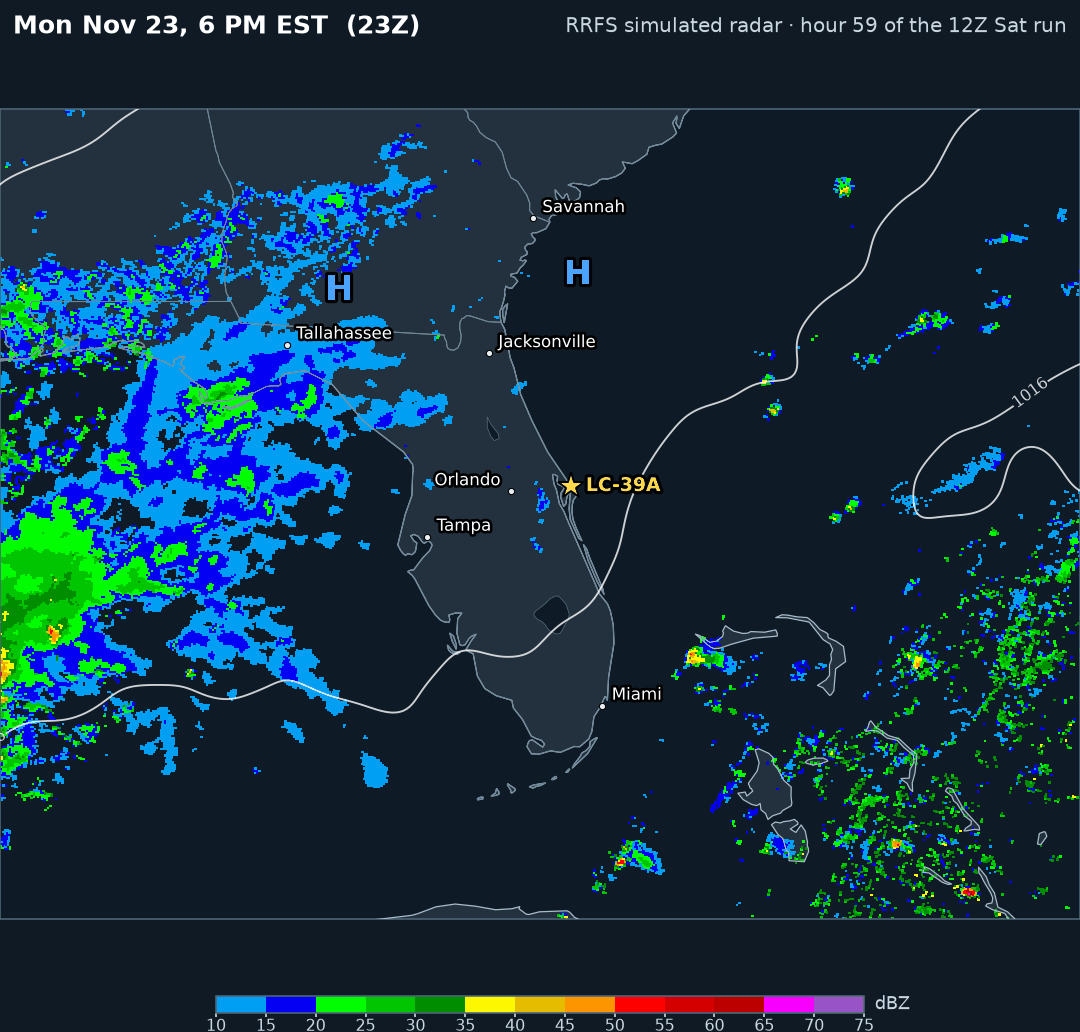 Mon Nov 23, 6 PM EST (23Z)
RRFS simulated radar · hour 59 of the 12Z Sat run
Savannah
H
H
Tallahassee
Jacksonville
1016
Orlando
LC-39A
Tampa
Miami
dBZ
10 15 20 25 30 35 40 45 50 55 60 65 70 75